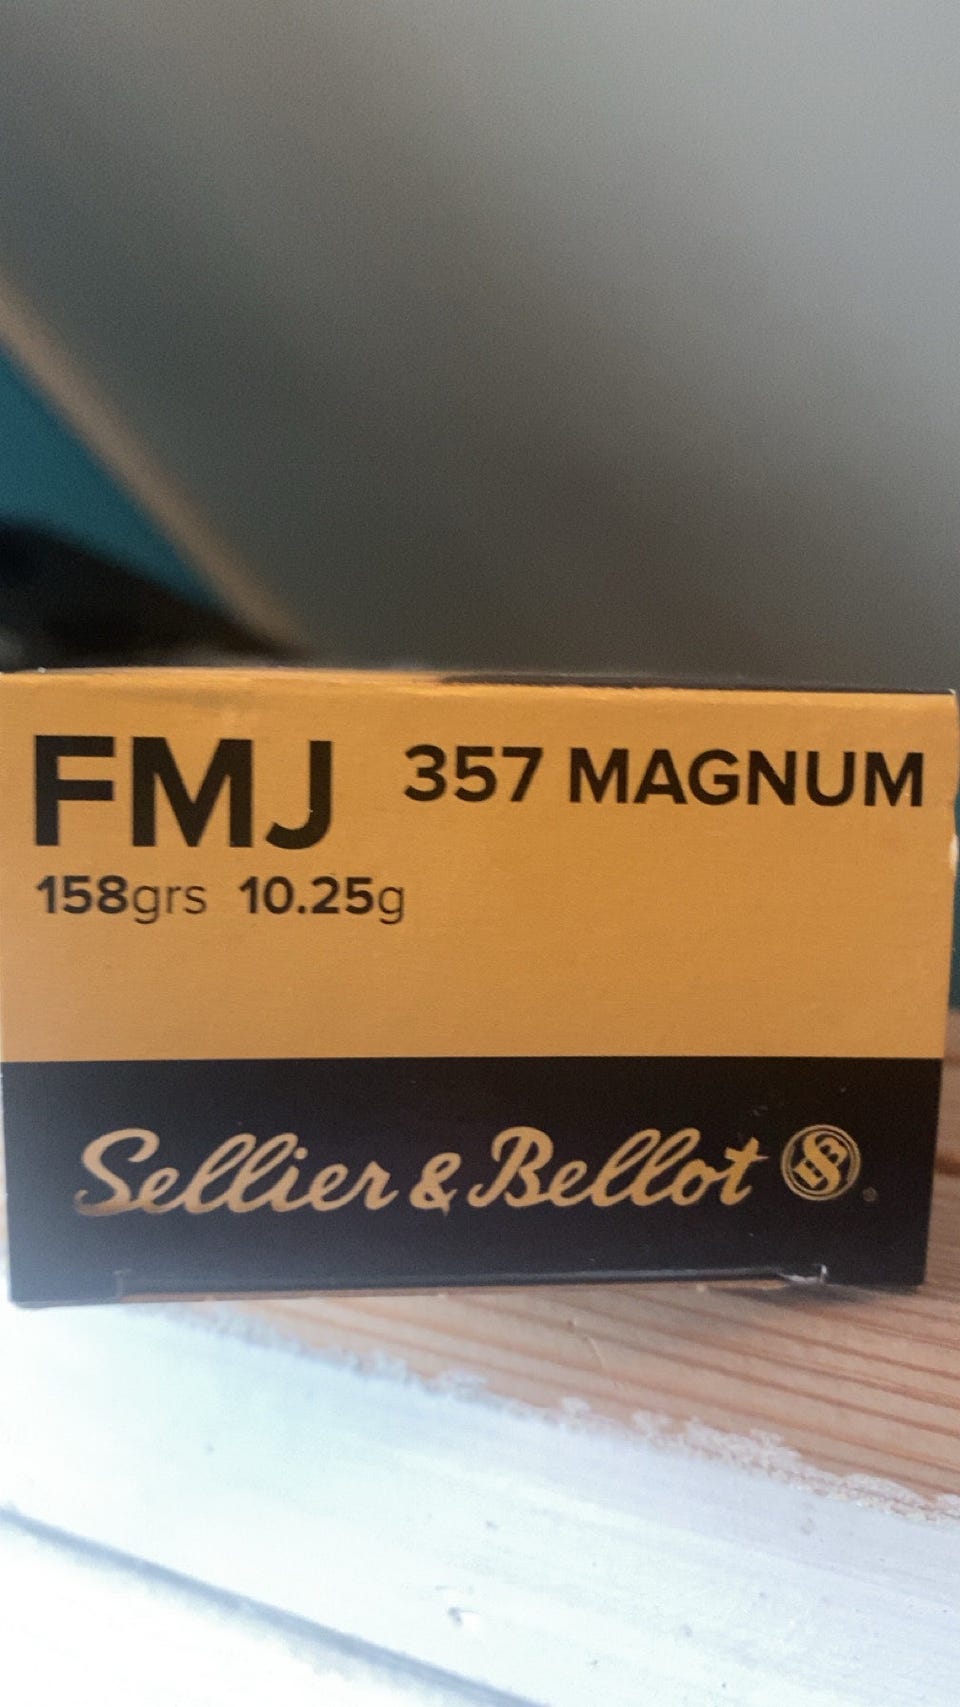 FMJ 357 MAGNUM
158grs 10.25g
Sellier & Bellot